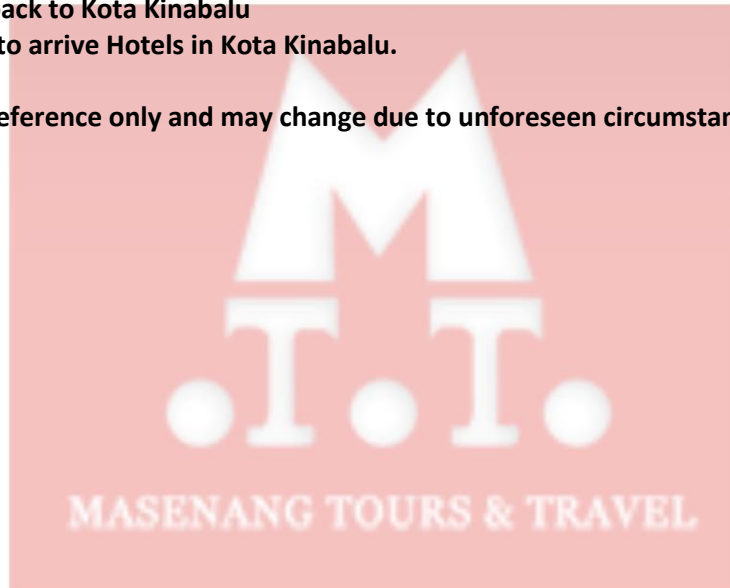 ack to Kota Kinabalu
to arrive Hotels in Kota Kinabalu.
eference only and may change due to unforeseen circumstan
M
.T.T.
MASENANG TOURS & TRAVEL